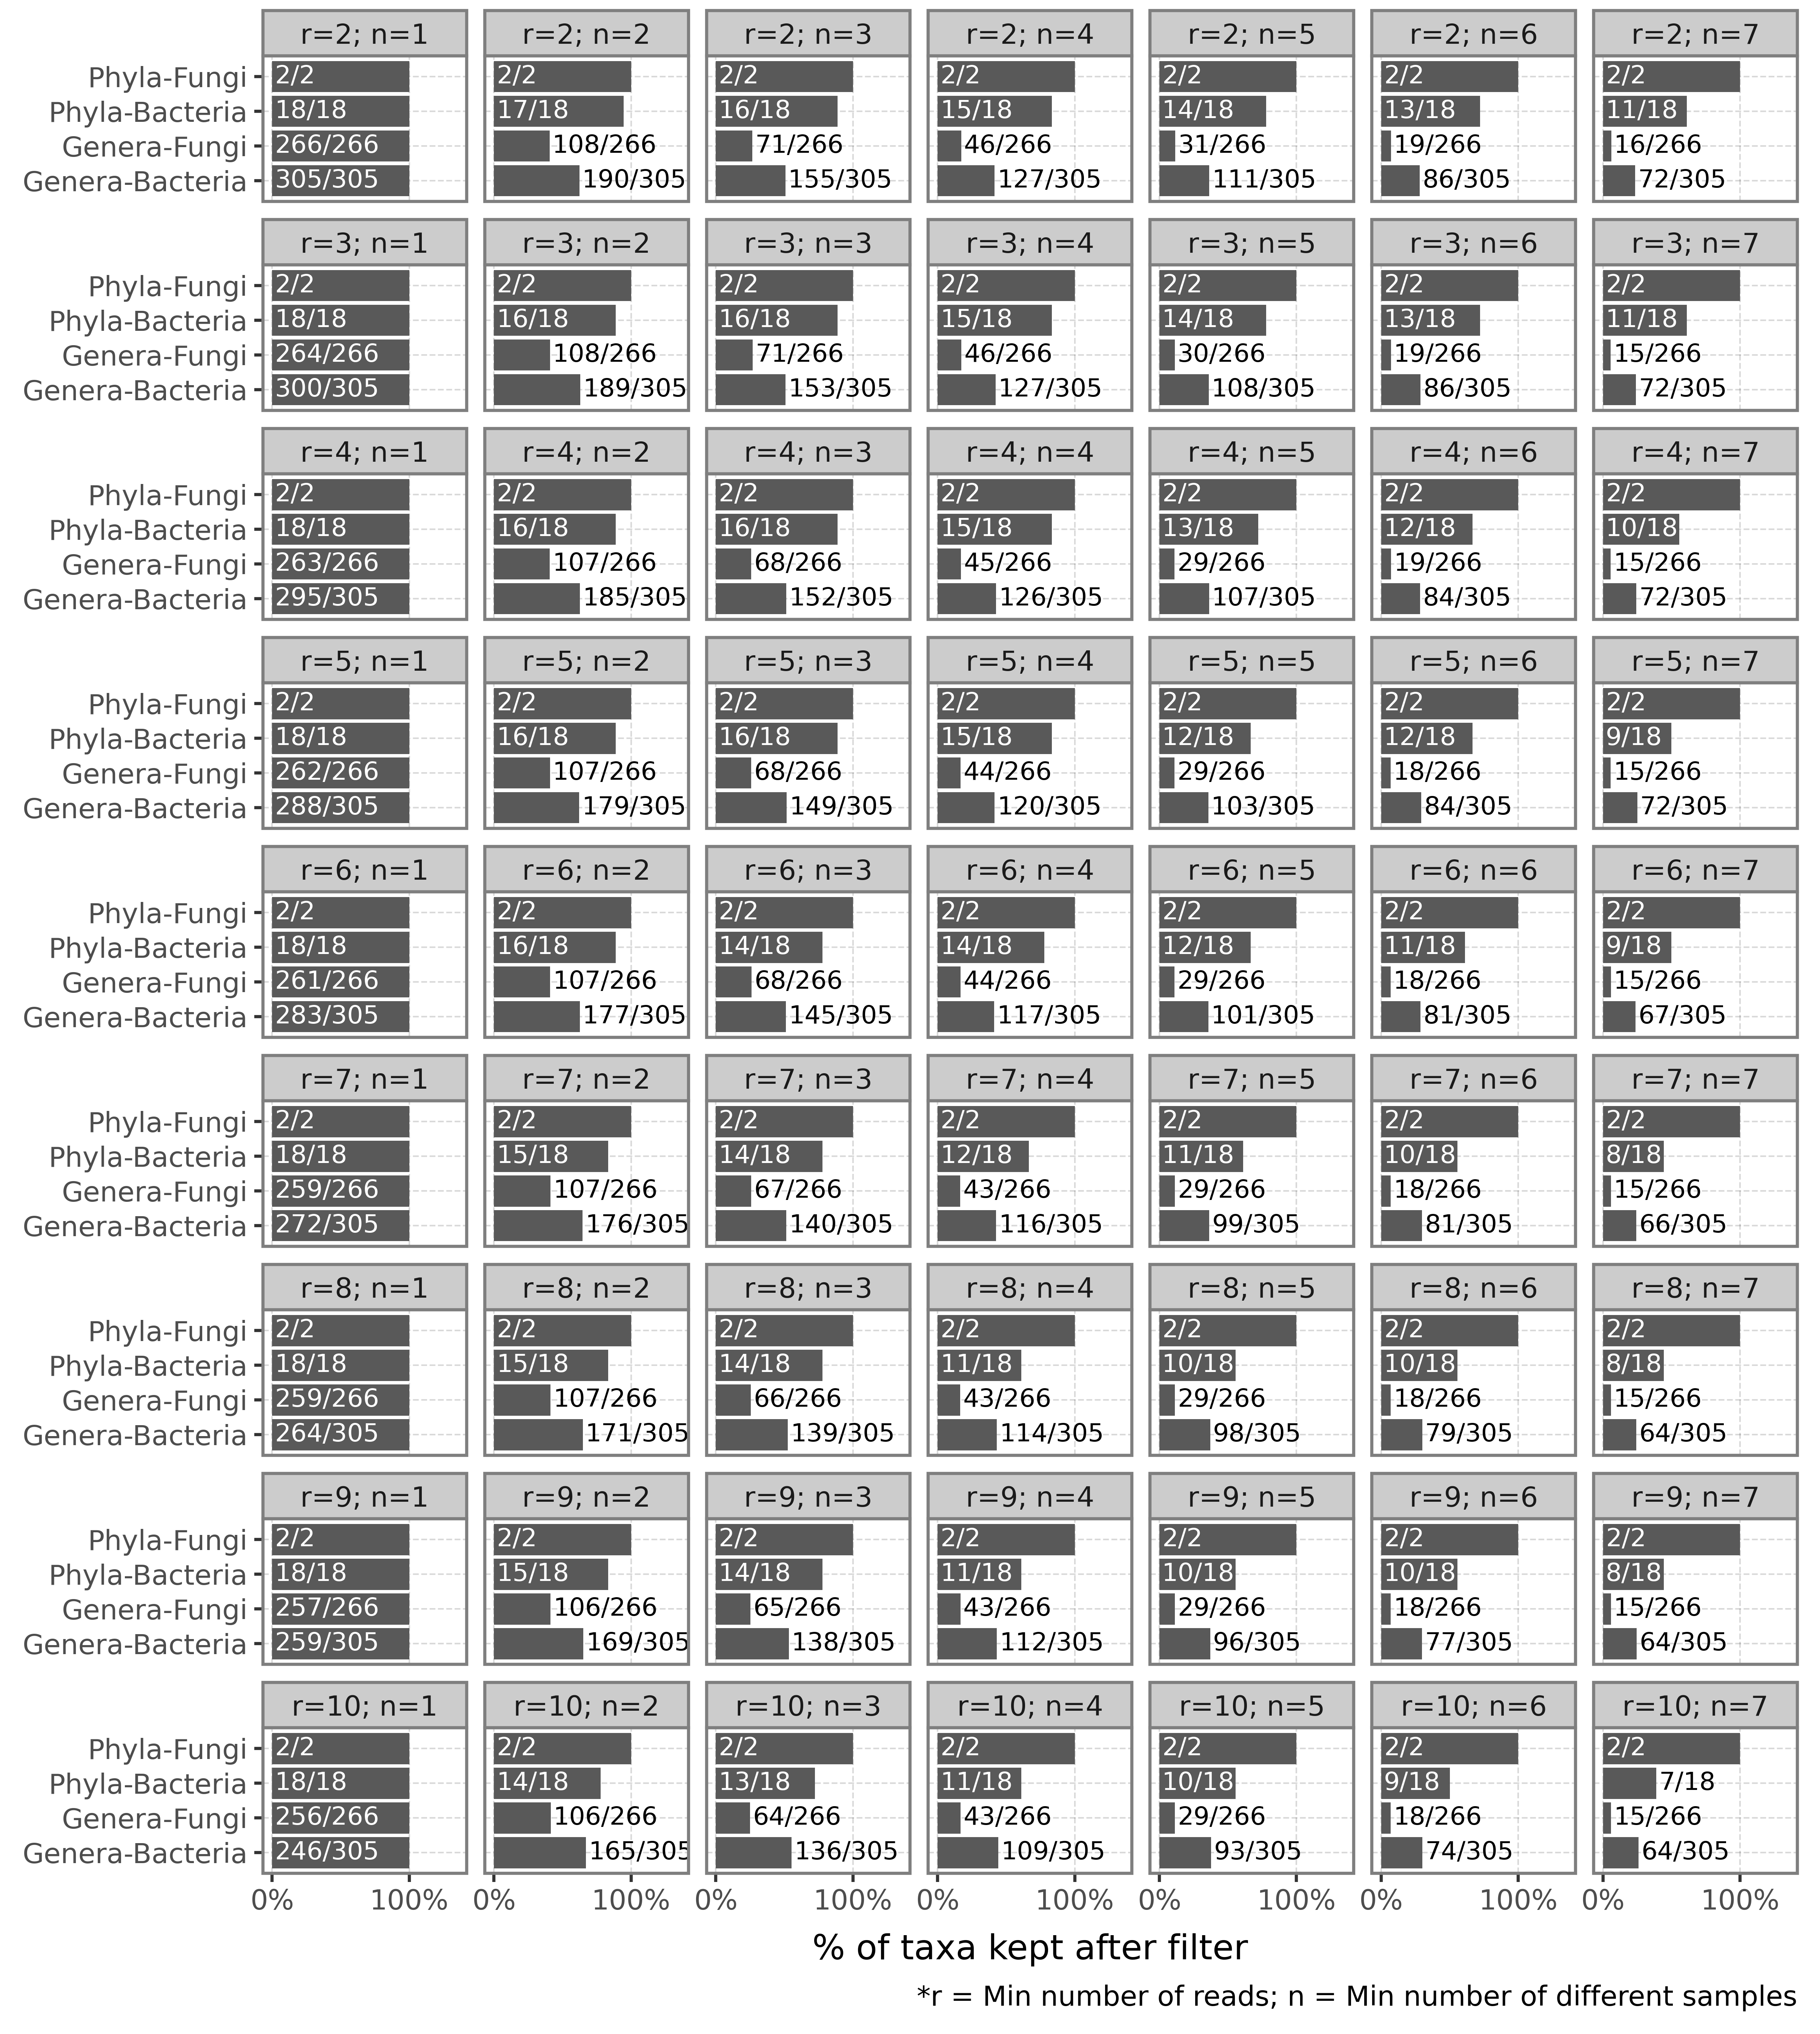 r=2; n=1 r=2; n=2 r=2; n=3 r=2; n=4 r=2; n=5 r=2; n=6 r=2; n=7
Phyla-Fungi 2/2 2/2 2/2 2/2 2/2 2/2 2/2
Phyla-Bacteria 18/18 17/18 16/18 15/18 14/18 13/18 11/18
Genera-Fungi 266/266 108/266 71/266 46/266 31/266 19/266 16/266
Genera-Bacteria 305/305 190/305 155/305 127/305 111/305 86/305 72/305
r=3; n=1 r=3; n=2 r=3; n=3 r=3; n=4 r=3; n=5 r=3; n=6 r=3; n=7
Phyla-Fungi 2/2 2/2 2/2 2/2 2/2 2/2 2/2
Phyla-Bacteria 18/18 16/18 16/18 15/18 14/18 13/18 11/18
Genera-Fungi 264/266 108/266 71/266 46/266 30/266 19/266 15/266
Genera-Bacteria 300/305 189/305 153/305 127/305 108/305 86/305 72/305
r=4; n=1 r=4; n=2 r=4; n=3 r=4; n=4 r=4; n=5 r=4; n=6 r=4; n=7
Phyla-Fungi 2/2 2/2 2/2 2/2 2/2 2/2 2/2
Phyla-Bacteria 18/18 16/18 16/18 15/18 13/18 12/18 10/18
Genera-Fungi 263/266 107/266 68/266 45/266 29/266 19/266 15/266
Genera-Bacteria 295/305 185/305 152/305 126/305 107/305 84/305 72/305
r=5; n=1 r=5; n=2 r=5; n=3 r=5; n=4 r=5; n=5 r=5; n=6 r=5; n=7
Phyla-Fungi 2/2 2/2 2/2 2/2 2/2 2/2 2/2
Phyla-Bacteria 18/18 16/18 16/18 15/18 12/18 12/18 9/18
Genera-Fungi 262/266 107/266 68/266 44/266 29/266 18/266 15/266
Genera-Bacteria 288/305 179/305 149/305 120/305 103/305 84/305 72/305
r=6; n=1 r=6; n=2 r=6; n=3 r=6; n=4 r=6; n=5 r=6; n=6 r=6; n=7
Phyla-Fungi 2/2 2/2 2/2 2/2 2/2 2/2 2/2
Phyla-Bacteria 18/18 16/18 14/18 14/18 12/18 11/18 9/18
Genera-Fungi 261/266 107/266 68/266 44/266 29/266 18/266 15/266
Genera-Bacteria 283/305 177/305 145/305 117/305 101/305 81/305 67/305
r=7; n=1 r=7; n=2 r=7; n=3 r=7; n=4 r=7; n=5 r=7; n=6 r=7; n=7
Phyla-Fungi 2/2 2/2 2/2 2/2 2/2 2/2 2/2
Phyla-Bacteria 18/18 15/18 14/18 12/18 11/18 10/18 8/18
Genera-Fungi 259/266 107/266 67/266 43/266 29/266 18/266 15/266
Genera-Bacteria 272/305 176/305 140/305 116/305 99/305 81/305 66/305
r=8; n=1 r=8; n=2 r=8; n=3 r=8; n=4 r=8; n=5 r=8; n=6 r=8; n=7
Phyla-Fungi 2/2 2/2 2/2 2/2 2/2 2/2 2/2
Phyla-Bacteria 18/18 15/18 14/18 11/18 10/18 10/18 8/18
Genera-Fungi 259/266 107/266 66/266 43/266 29/266 18/266 15/266
Genera-Bacteria 264/305 171/305 139/305 114/305 98/305 79/305 64/305
r=9; n=1 r=9; n=2 r=9; n=3 r=9; n=4 r=9; n=5 r=9; n=6 r=9; n=7
Phyla-Fungi 2/2 2/2 2/2 2/2 2/2 2/2 2/2
Phyla-Bacteria 18/18 15/18 14/18 11/18 10/18 10/18 8/18
Genera-Fungi 257/266 106/266 65/266 43/266 29/266 18/266 15/266
Genera-Bacteria 259/305 169/305 138/305 112/305 96/305 77/305 64/305
r=10; n=1 r=10; n=2 r=10; n=3 r=10; n=4 r=10; n=5 r=10; n=6 r=10; n=7
Phyla-Fungi 2/2 2/2 2/2 2/2 2/2 2/2 2/2
Phyla-Bacteria 18/18 14/18 13/18 11/18 10/18 9/18 7/18
Genera-Fungi 256/266 106/266 64/266 43/266 29/266 18/266 15/266
Genera-Bacteria 246/305 165/305 136/305 109/305 93/305 74/305 64/305
0% 100% 0% 100% 0% 100% 0% 100% 0% 100% 0% 100% 0% 100%
% of taxa kept after filter
*r = Min number of reads; n = Min number of different samples